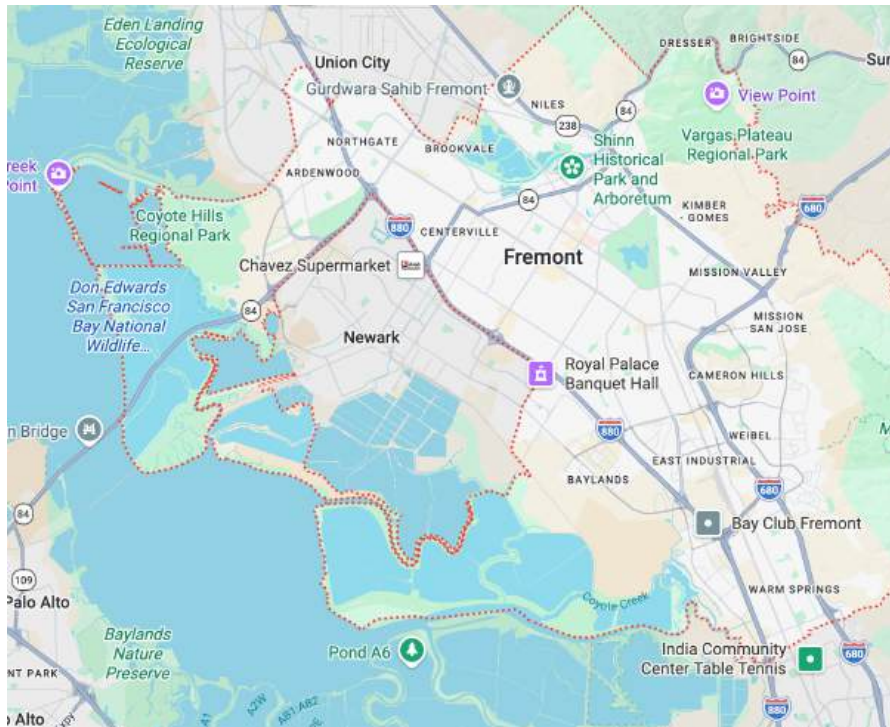 Eden Landing
Ecological
Reserve
Union City
Gurdwara Sahib Fremont
DRESSER
BRIGHTSIDE
84
Sun
NILES
84
View Point
238
NORTHGATE
BROOKVALE
Shinn
Historical
Park and
Arboretum
Vargas Plateau
Regional Park
reek
Point
ARDENWOOD
84
KIMBER
- GOMES
680
Coyote Hills
Regional Park
880
CENTERVILLE
Chavez Supermarket
Fremont
MISSION VALLEY
Don Edwards
San Francisco
Bay National
Wildlife...
84
MISSION
SAN JOSE
Newark
Royal Palace
Banquet Hall
CAMERON HILLS
n Bridge
880
WEIBEL
EAST INDUSTRIAL
BAYLANDS
680
84
Bay Club Fremont
109
Palo Alto
Coyote Creek
WARM SPRINGS
Baylands
Nature
Preserve
Pond A6
India Community
Center Table Tennis
680
NT PARK
A2W
AB1
AB2
A1
880
o Alto